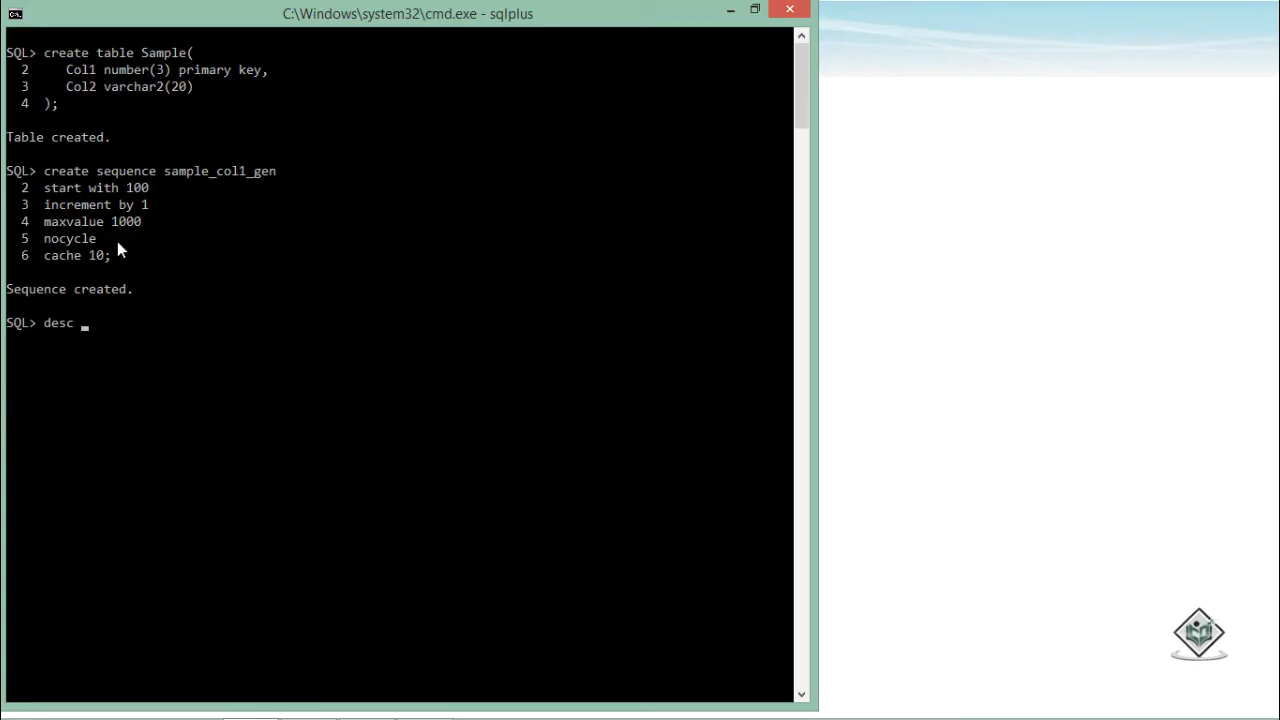 C:\Windows\system32\cmd.exe - sqlplus
SQL> create table Sample(
2 Col1 number(3) primary key,
3 Col2 varchar2(20)
4 );
Table created.
SQL> create sequence sample_col1_gen
2 start with 100
3 increment by 1
4 maxvalue 1000
5 nocycle
6 cache 10;
Sequence created.
SQL> desc _